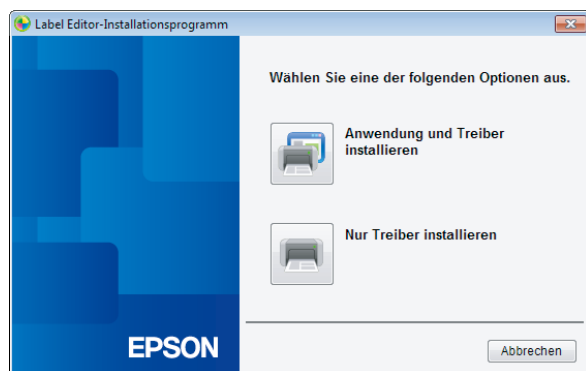 Label Editor-Installationsprogramm
Wählen Sie eine der folgenden Optionen aus.
Anwendung und Treiber
installieren
Nur Treiber installieren
EPSON
Abbrechen